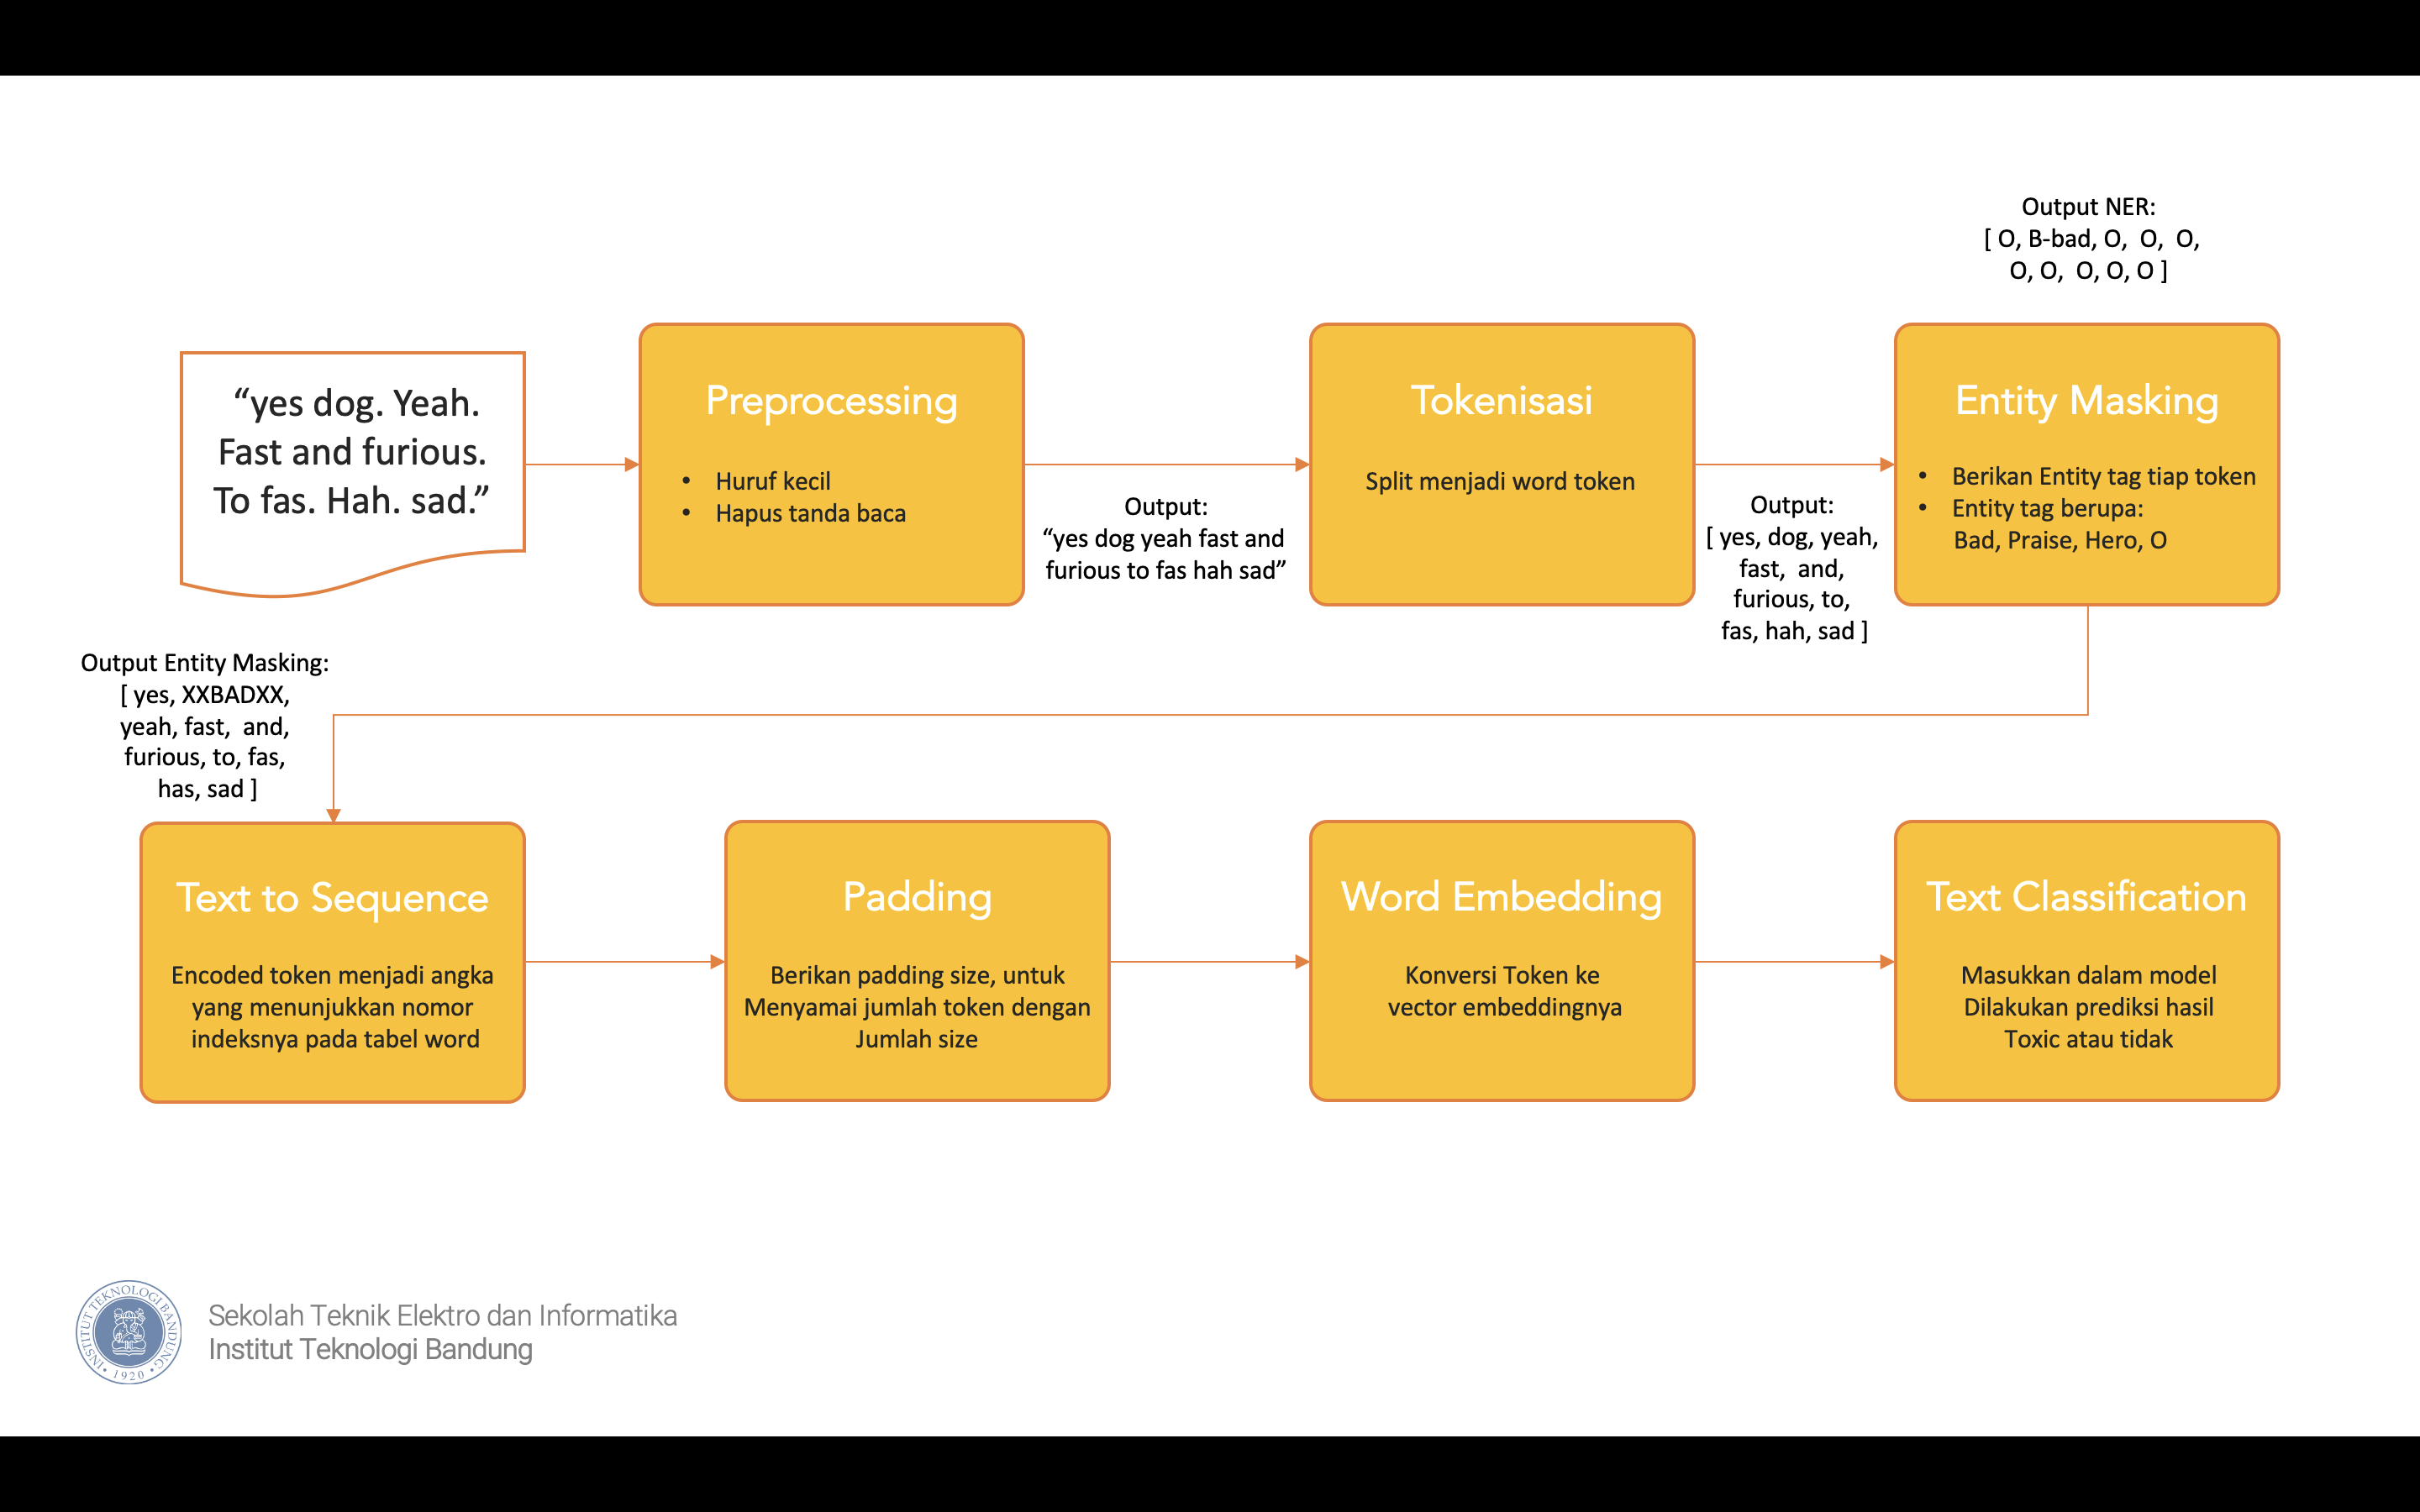 “yes dog. Yeah.
Fast and furious.
To fas. Hah. sad.”
Preprocessing
• Huruf kecil
• Hapus tanda baca
Output:
“yes dog yeah fast and
furious to fas hah sad”
Tokenisasi
Split menjadi word token
Output:
[ yes, dog, yeah,
fast, and,
furious, to,
fas, hah, sad ]
Output NER:
[ O, B-bad, O, O, O,
O, O, O, O, O ]
Entity Masking
• Berikan Entity tag tiap token
• Entity tag berupa:
Bad, Praise, Hero, O
Output Entity Masking:
[ yes, XXBADXX,
yeah, fast, and,
furious, to, fas,
has, sad ]
Text to Sequence
Encoded token menjadi angka
yang menunjukkan nomor
indeksnya pada tabel word
Padding
Berikan padding size, untuk
Menyamai jumlah token dengan
Jumlah size
Word Embedding
Konversi Token ke
vector embeddingnya
Text Classification
Masukkan dalam model
Dilakukan prediksi hasil
Toxic atau tidak
INSTITUT TEKNOLOGI BANDUNG
1920
Sekolah Teknik Elektro dan Informatika
Institut Teknologi Bandung